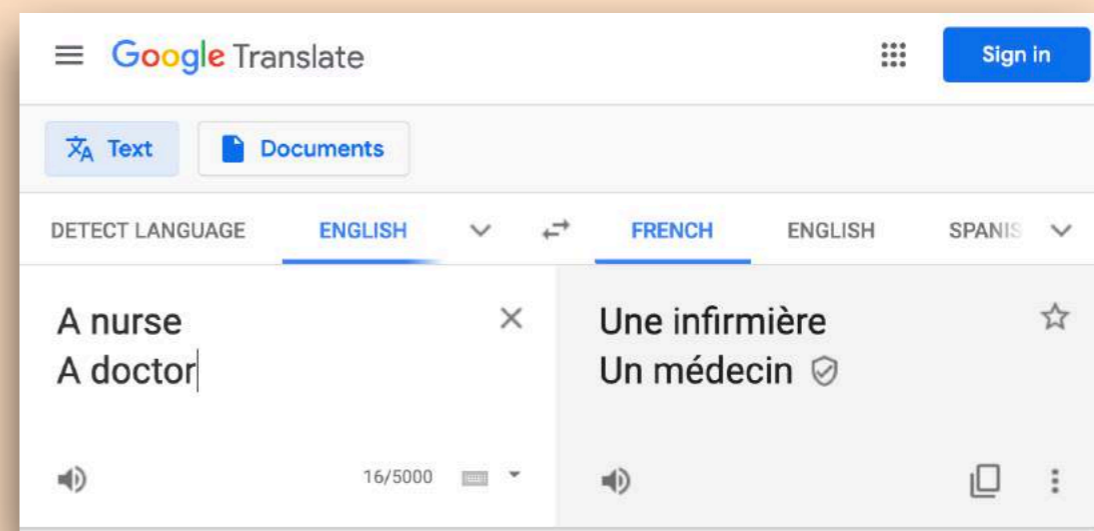 Google Translate
Sign in
Text
Documents
DETECT LANGUAGE
ENGLISH
FRENCH
ENGLISH
SPANIS
A nurse
A doctor
Une infirmière
Un médecin
16/5000